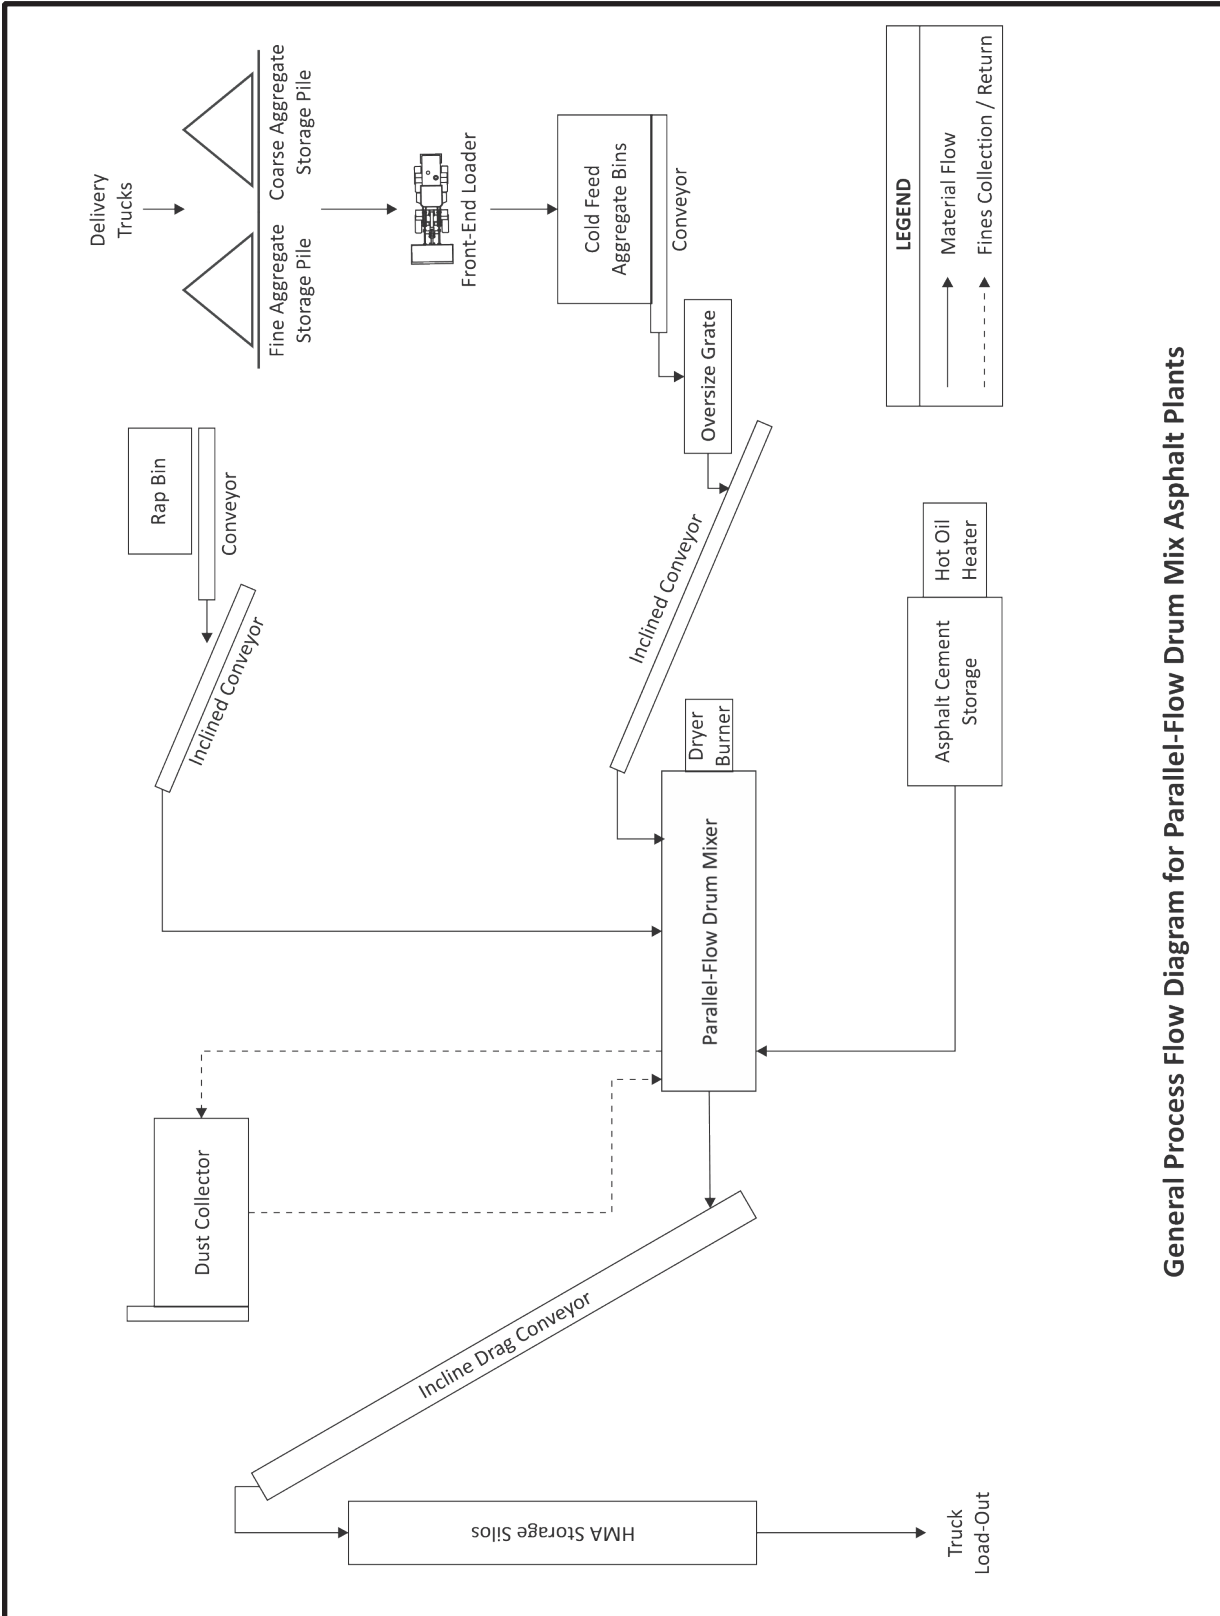 Delivery
Trucks
Fine Aggregate
Storage Pile
Coarse Aggregate
Storage Pile
Front-End Loader
Cold Feed
Aggregate Bins
Conveyor
Oversize Grate
Inclined Conveyor
Rap Bin
Conveyor
Inclined Conveyor
Dryer
Burner
Parallel-Flow Drum Mixer
Hot Oil
Heater
Asphalt Cement
Storage
Dust Collector
Incline Drag Conveyor
HMA Storage Silos
Truck
Load-Out
LEGEND
Material Flow
Fines Collection / Return
General Process Flow Diagram for Parallel-Flow Drum Mix Asphalt Plants